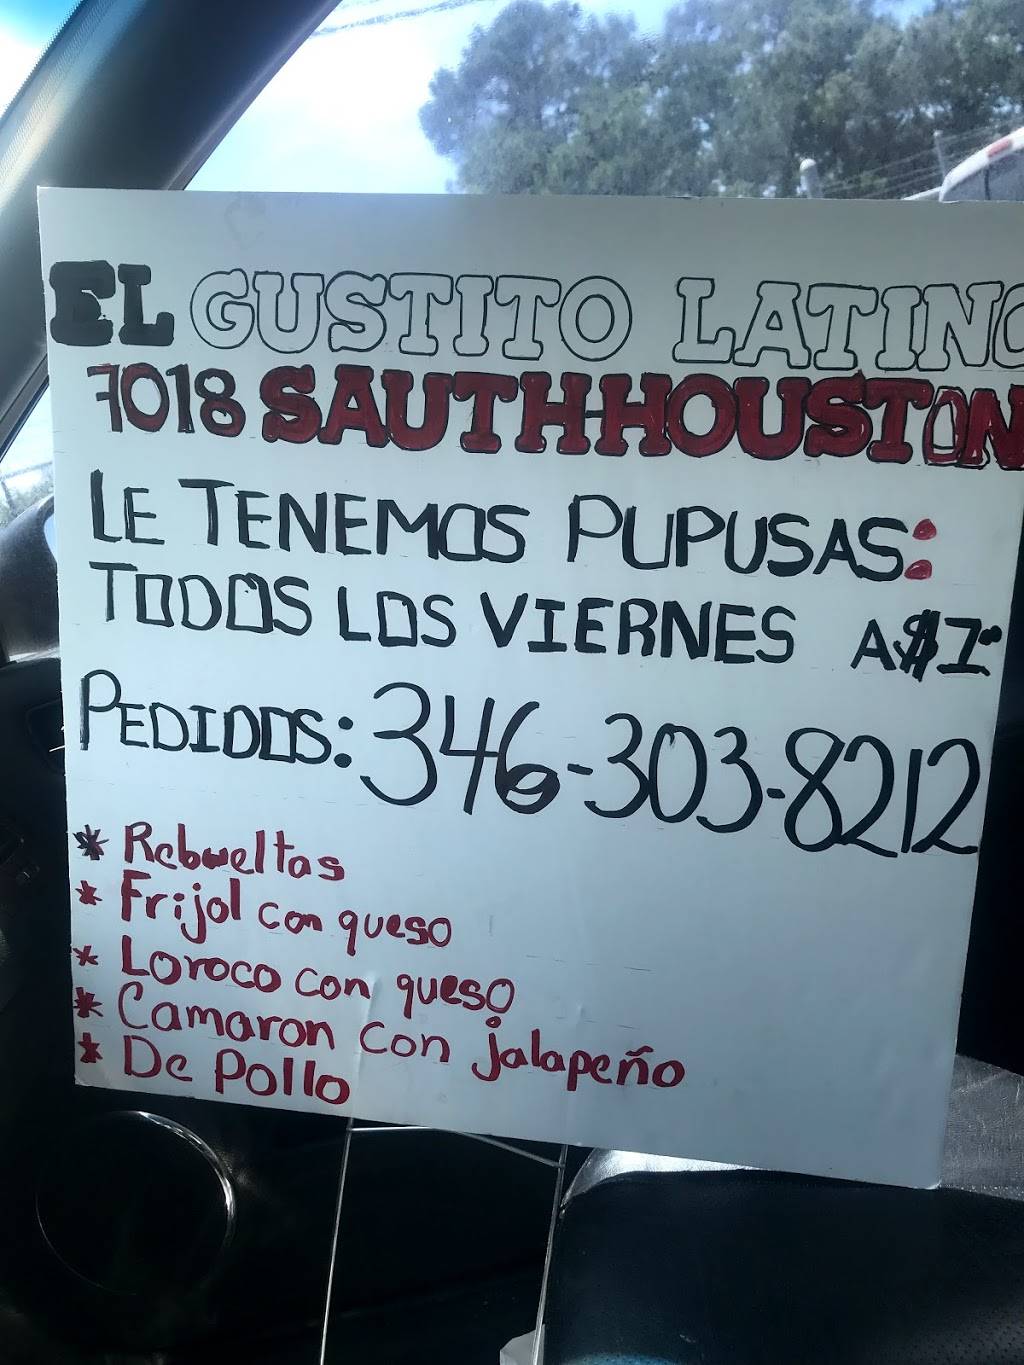 EL GUSTITO LATINO
7018 SAUTHHOUSTON
LE TENEMOS PUPUSAS:
TODOS LOS VIERNES A $1
PEDIDOS: 346-303-8212
* Rebueltas
* Frijol con queso
* Loroco con queso
* Camaron con jalapeño
* De Pollo